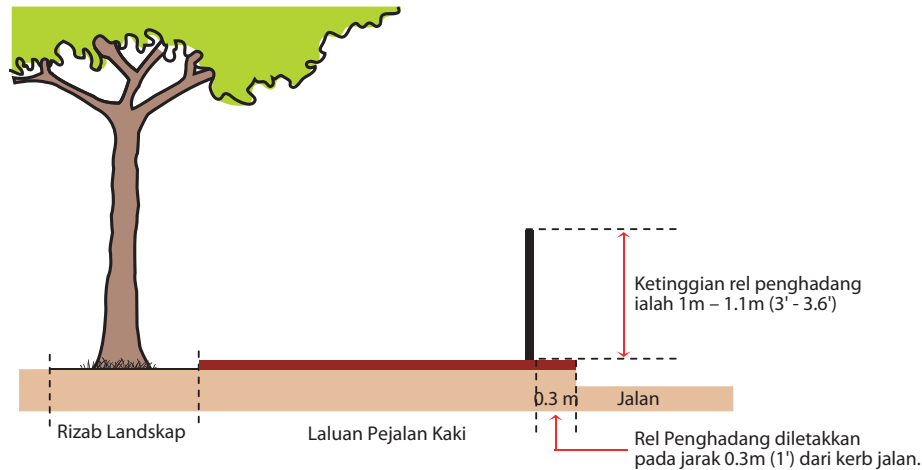 Ketinggian rel penghadang
ialah 1m – 1.1m (3' - 3.6')
0.3 m
Jalan
Rizab Landskap
Laluan Pejalan Kaki
Rel Penghadang diletakkan
pada jarak 0.3m (1') dari kerb jalan.